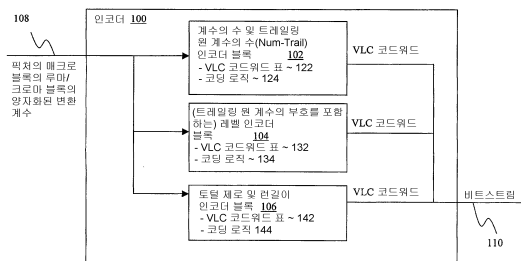 108
인코더 100
계수의 수 및 트레일링
원 계수의 수(Num-Trail)
인코더 블록 102
- VLC 코드워드 표 ~ 122
- 코딩 로직 ~ 124
VLC 코드워드
픽처의 매크로
블록의 루마/
크로마 블록의
양자화된 변환
계수
(트레일링 원 계수의 부호를 포함
하는) 레벨 인코더
블록 104
- VLC 코드워드 표 ~ 132
- 코딩 로직 ~ 134
VLC 코드워드
토털 제로 및 런길이
인코더 블록 106
- VLC 코드워드 표 ~ 142
- 코딩 로직 144
VLC 코드워드
비트스트림
110